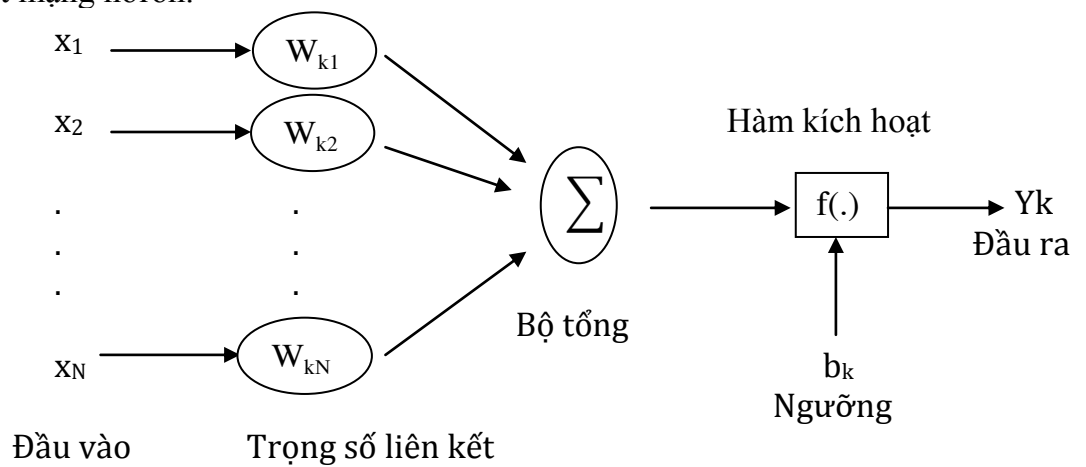 x1 Wk1
x2 Wk2
Hàm kích hoạt
. .
. .
. .
∑
f(.)
Yk
Đầu ra
Bộ tổng
xN WkN
bk
Ngưỡng
Đầu vào Trọng số liên kết